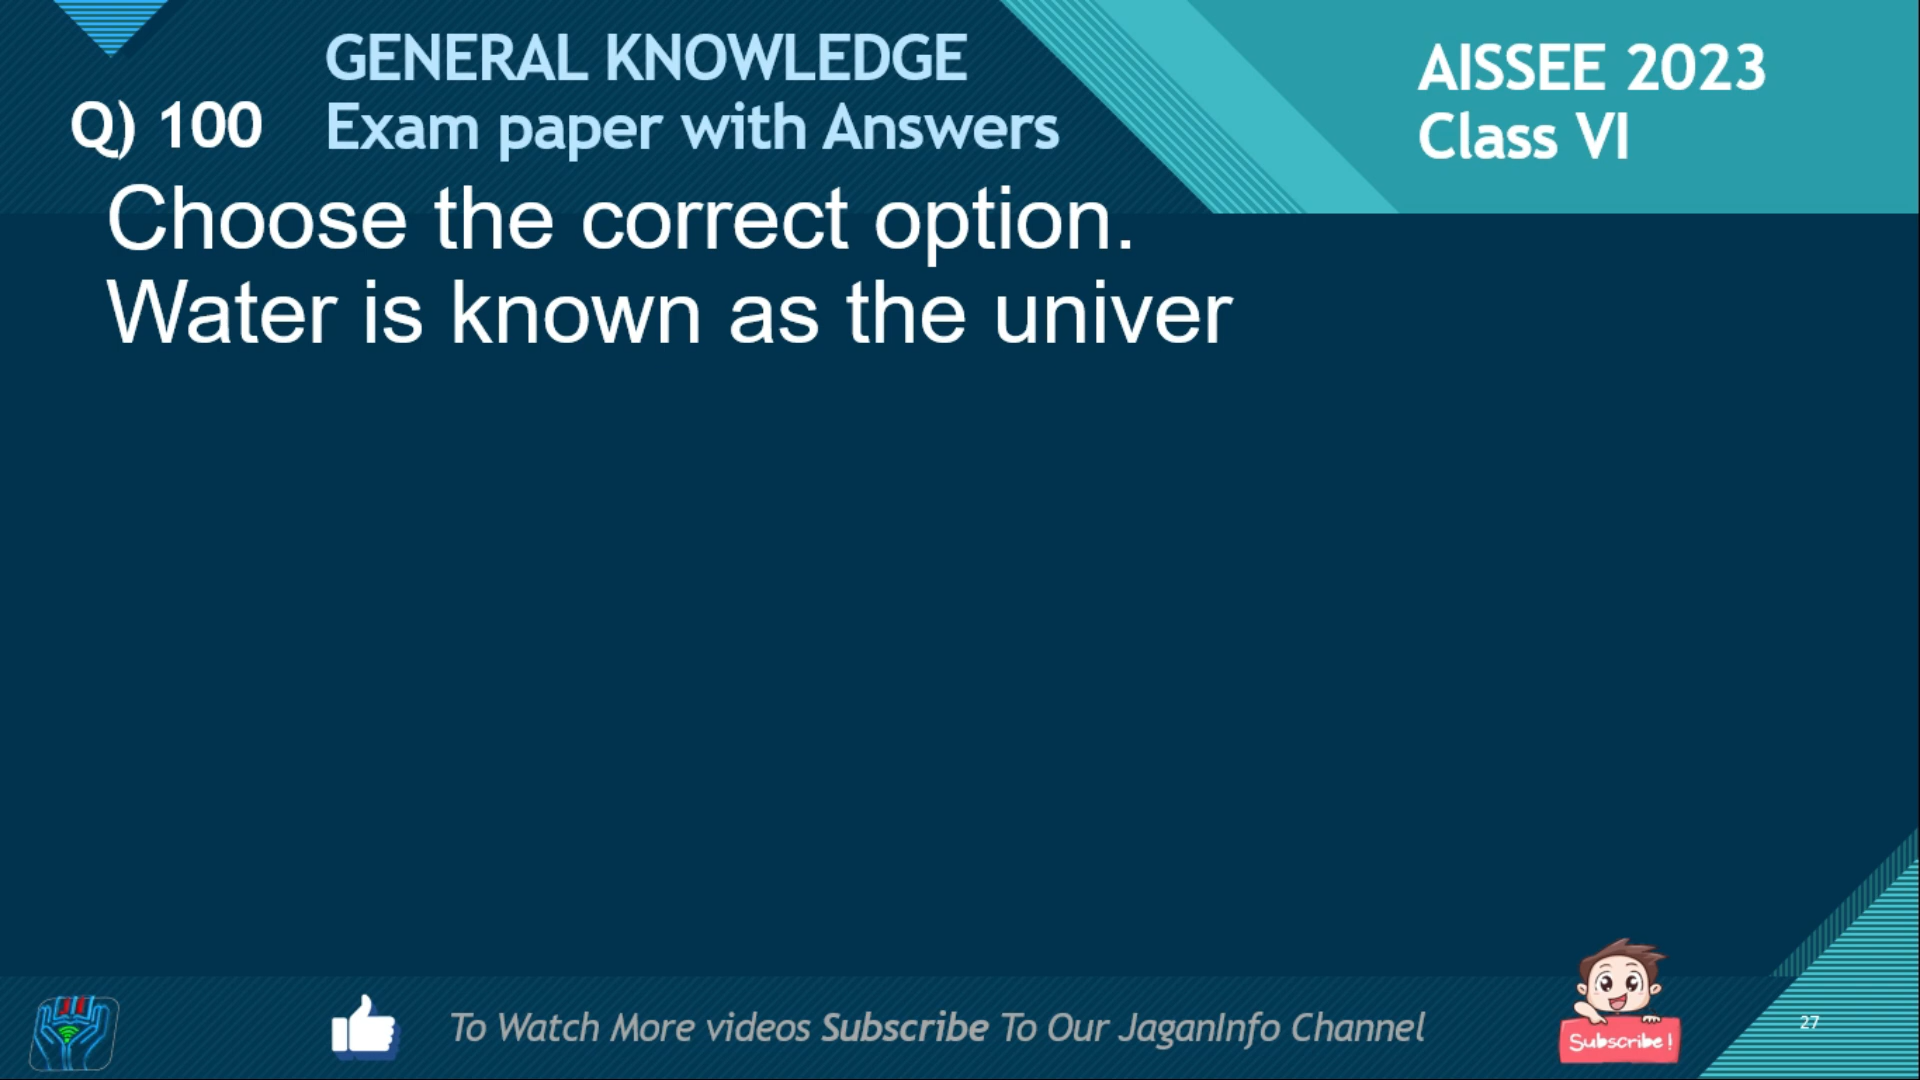 GENERAL KNOWLEDGE
Q) 100 Exam paper with Answers
AISSEE 2023
Class VI
Choose the correct option.
Water is known as the univer
To Watch More videos Subscribe To Our JaganInfo Channel
Subscribe!
27